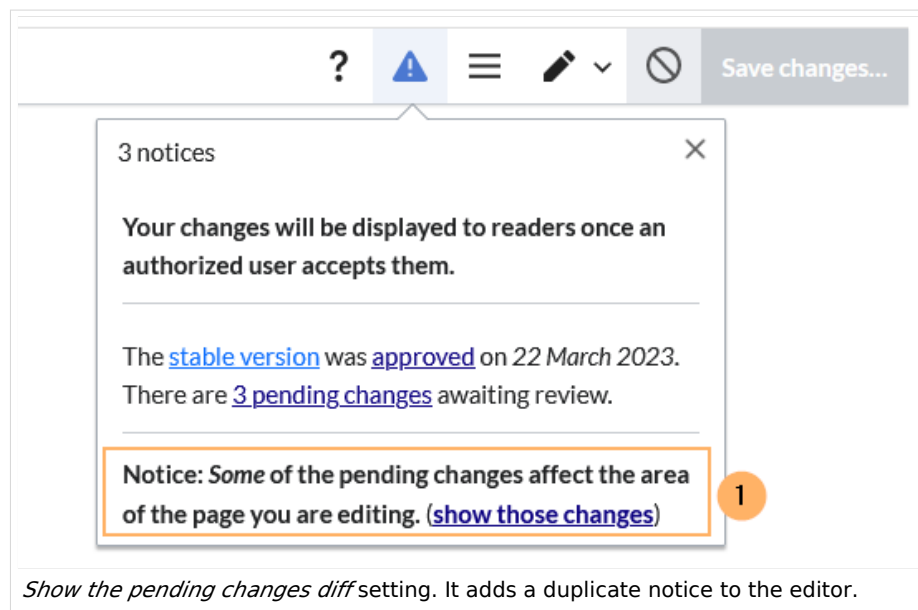 ? Save changes...
3 notices
Your changes will be displayed to readers once an
authorized user accepts them.
The stable version was approved on 22 March 2023.
There are 3 pending changes awaiting review.
Notice: Some of the pending changes affect the area
of the page you are editing. (show those changes)
1
Show the pending changes diff setting. It adds a duplicate notice to the editor.